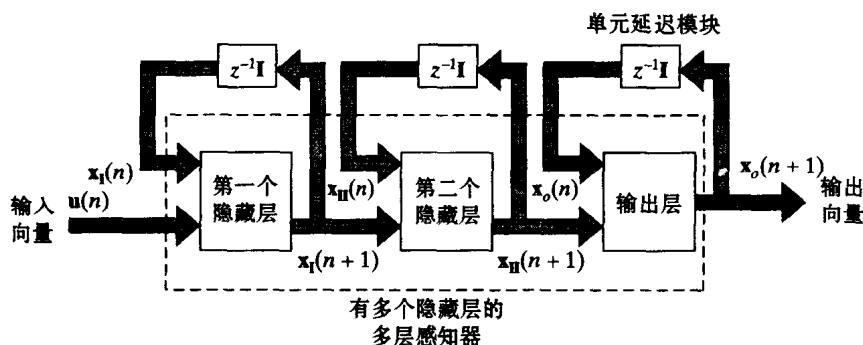 单元延迟模块
z⁻¹I
z⁻¹I
z⁻¹I
x_I(n)
第一个
隐藏层
x_II(n)
第二个
隐藏层
x_o(n)
输出层
x_o(n+1)
输入
向量
u(n)
x_I(n+1)
x_II(n+1)
输出
向量
有多个隐藏层的
多层感知器